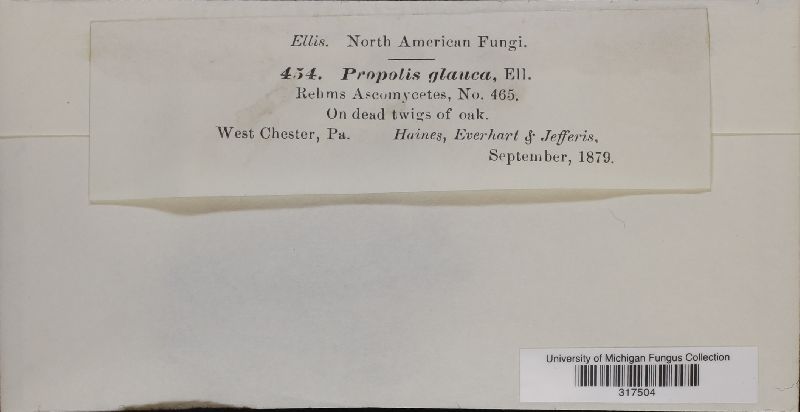 Ellis. North American Fungi.
454. Propolis glauca, Ell.
Rehms Ascomycetes, No. 465.
On dead twigs of oak.
West Chester, Pa. Haines, Everhart & Jefferis.
September, 1879.
University of Michigan Fungus Collection
317504